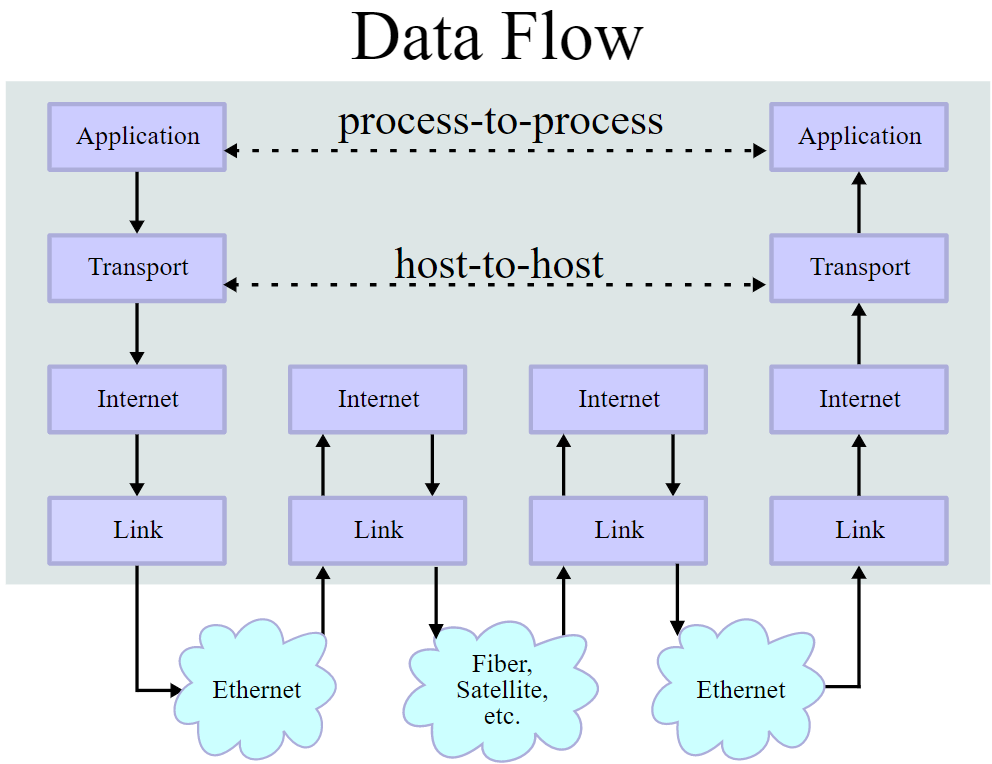 Data Flow
Application
process-to-process
Application
Transport
host-to-host
Transport
Internet
Internet
Internet
Internet
Link
Link
Link
Link
Ethernet
Fiber,
Satellite,
etc.
Ethernet